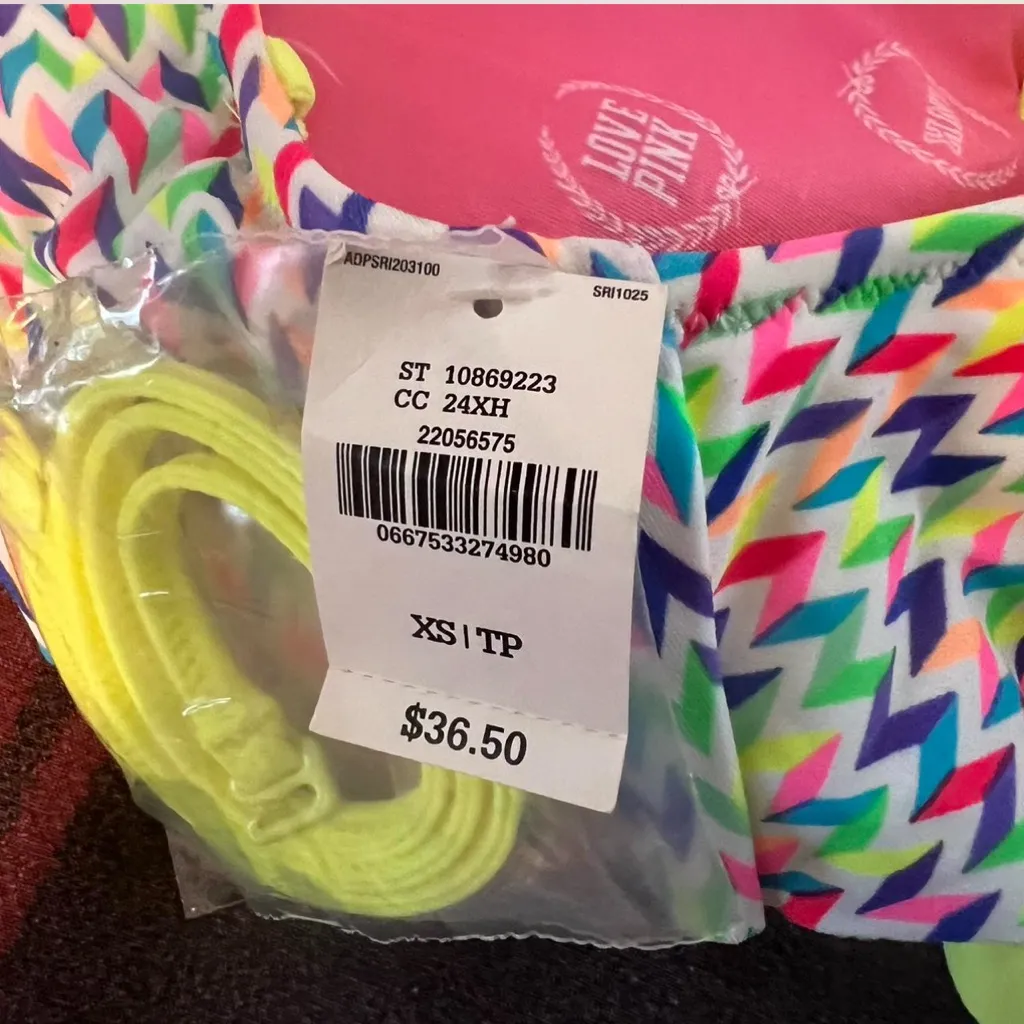 LOVE
PINK
ADPSRI203100
SRI1025
ST 10869223
CC 24XH
22056575
0667533274980
XS|TP
$36.50